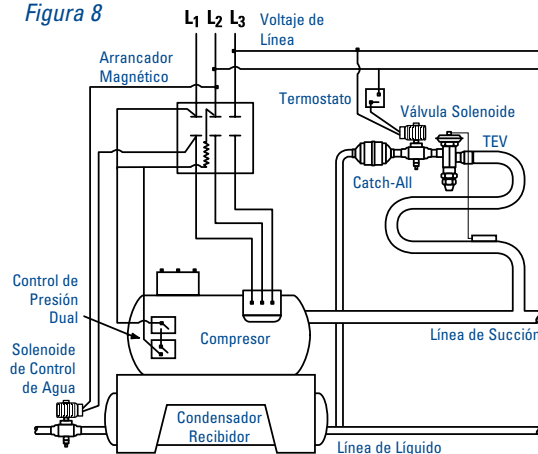 Figura 8
L1 L2 L3
Voltaje de
Línea
Arrancador
Magnético
Termostato
Válvula Solenoide
TEV
Catch-All
Control de
Presión
Dual
Compresor
Línea de Succión
Solenoide
de Control
de Agua
Condensador
Recibidor
Línea de Líquido